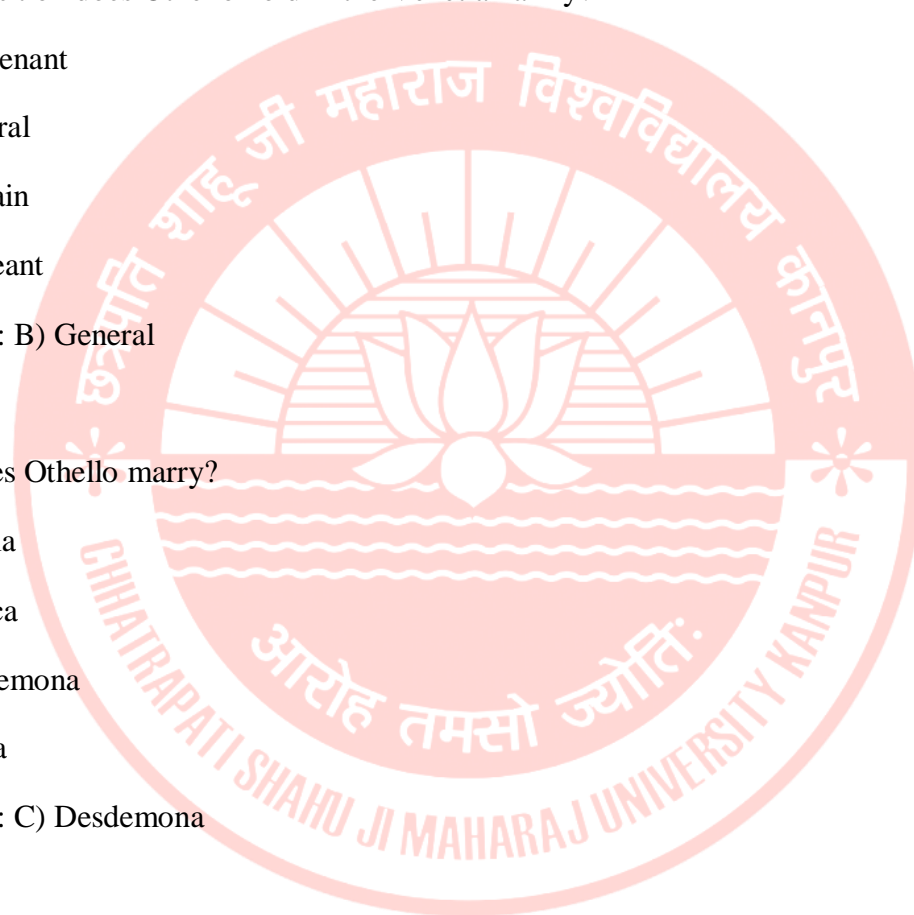 enant
ral
ain
eant
: B) General
es Othello marry?
ia
ca
emona
a
: C) Desdemona
छत्रपति शाहू जी महाराज विश्वविद्यालय कानपुर
आरोह तमसो ज्योतिः
CHHATRAPATI SHAHU JI MAHARAJ UNIVERSITY KANPUR